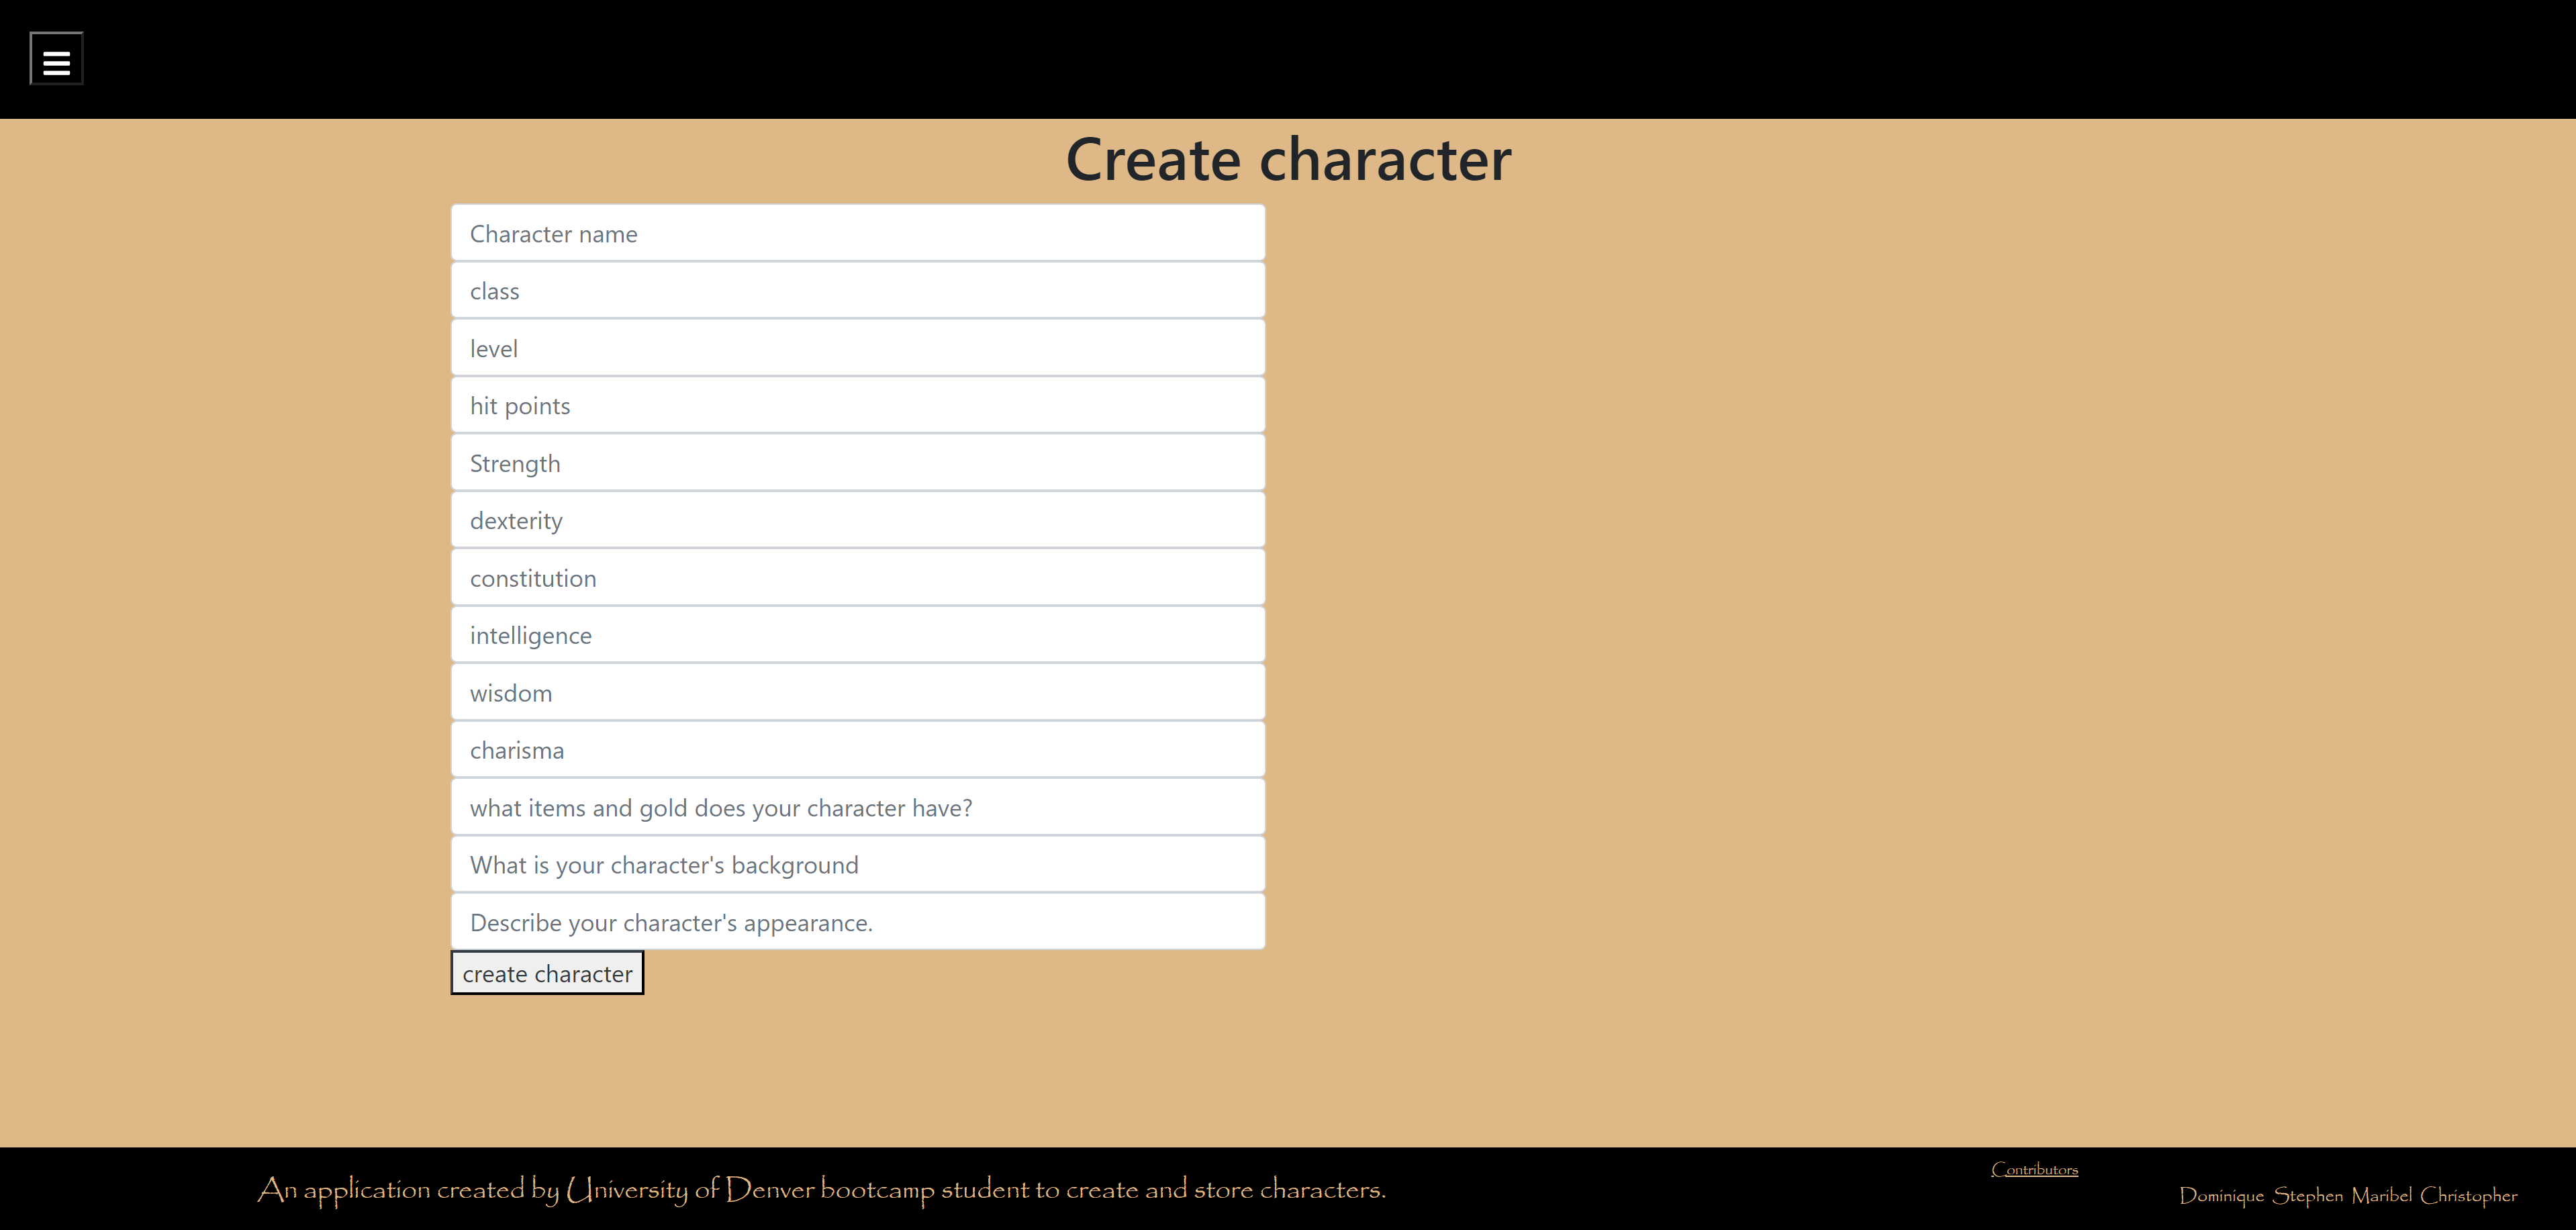 Create character
Character name
class
level
hit points
Strength
dexterity
constitution
intelligence
wisdom
charisma
what items and gold does your character have?
What is your character's background
Describe your character's appearance.
create character
An application created by University of Denver bootcamp student to create and store characters.
Contributors
Dominique Stephen Maribel Christopher